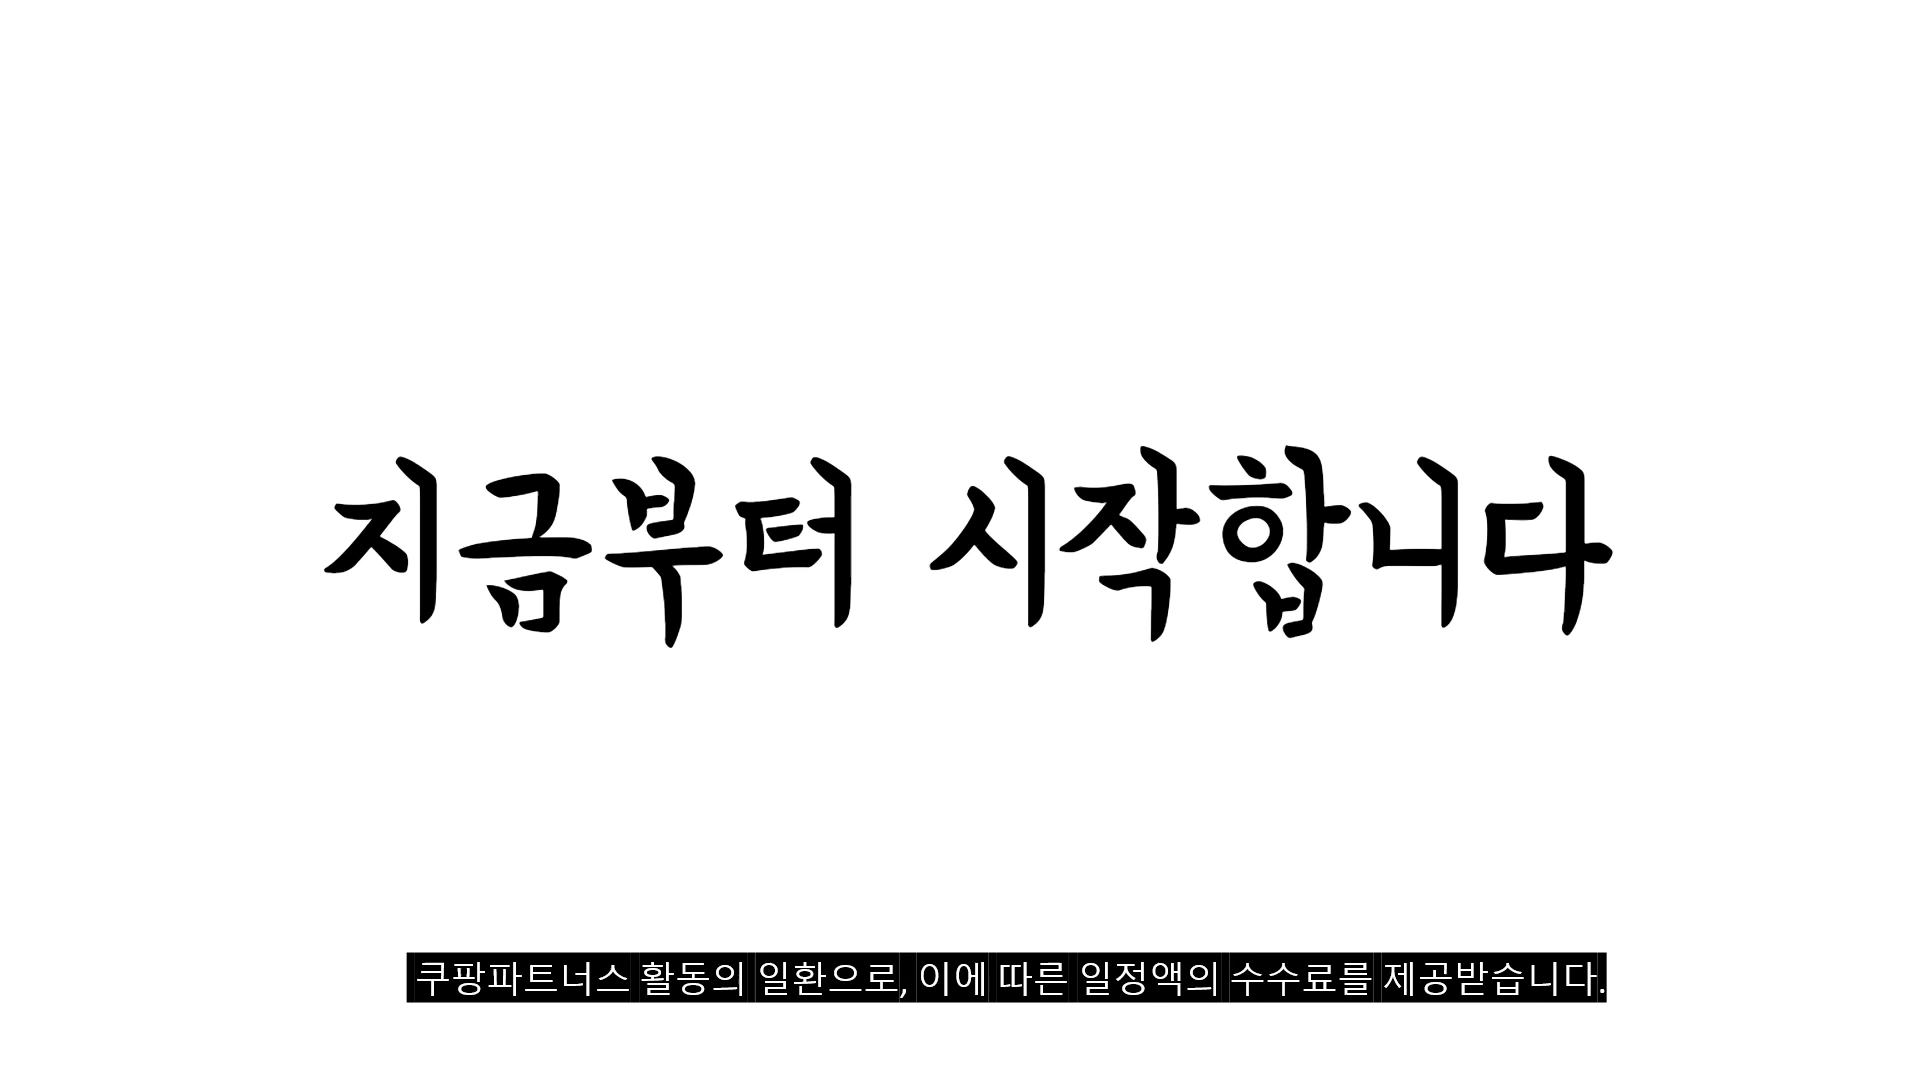 지금부터 시작합니다
쿠팡파트너스 활동의 일환으로, 이에 따른 일정액의 수수료를 제공받습니다.